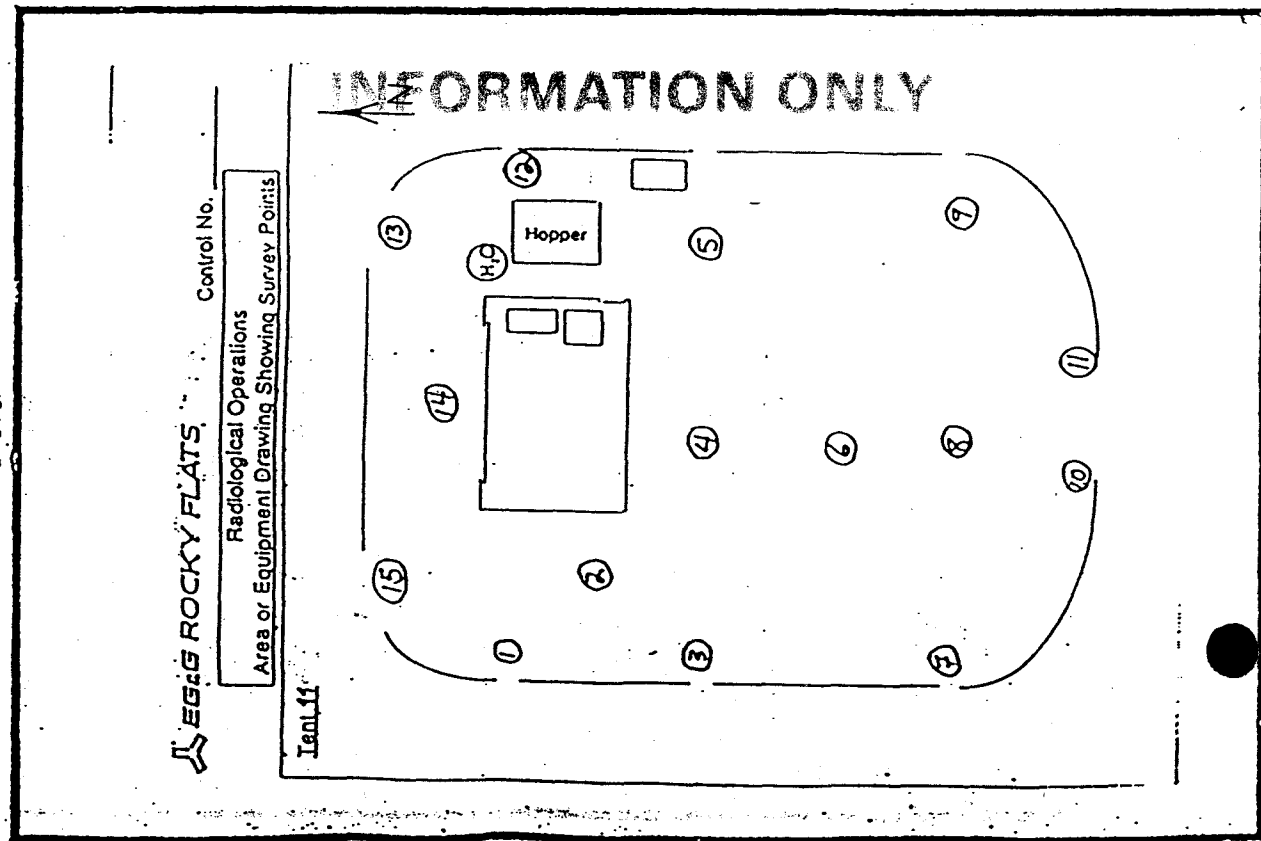 INFORMATION ONLY
N
EG&G ROCKY FLATS
Control No.
Radiological Operations
Area or Equipment Drawing Showing Survey Points
Tent 11
13
12
H2O
Hopper
5
9
14
11
4
6
8
10
15
2
1
3
7